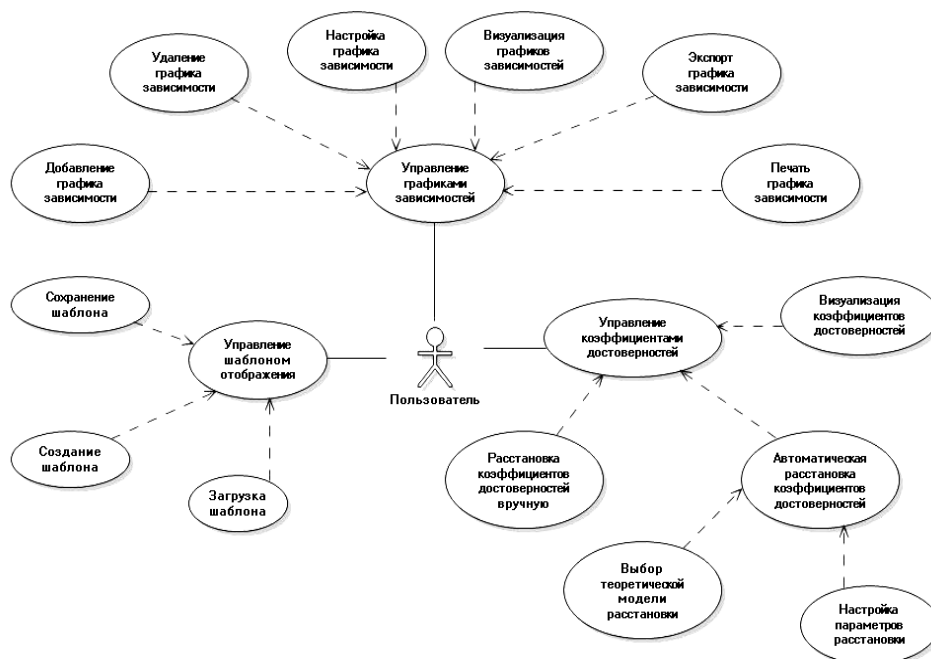 Удаление
графика
зависимости
Настройка
графика
зависимости
Визуализация
графиков
зависимостей
Экспорт
графика
зависимости
Добавление
графика
зависимости
Управление
графиками
зависимостей
Печать
графика
зависимости
Сохранение
шаблона
Управление
шаблоном
отображения
Пользователь
Управление
коэффициентами
достоверностей
Визуализация
коэффициентов
достоверностей
Создание
шаблона
Загрузка
шаблона
Расстановка
коэффициентов
достоверностей
вручную
Автоматическая
расстановка
коэффициентов
достоверностей
Выбор
теоретической
модели
расстановки
Настройка
параметров
расстановки